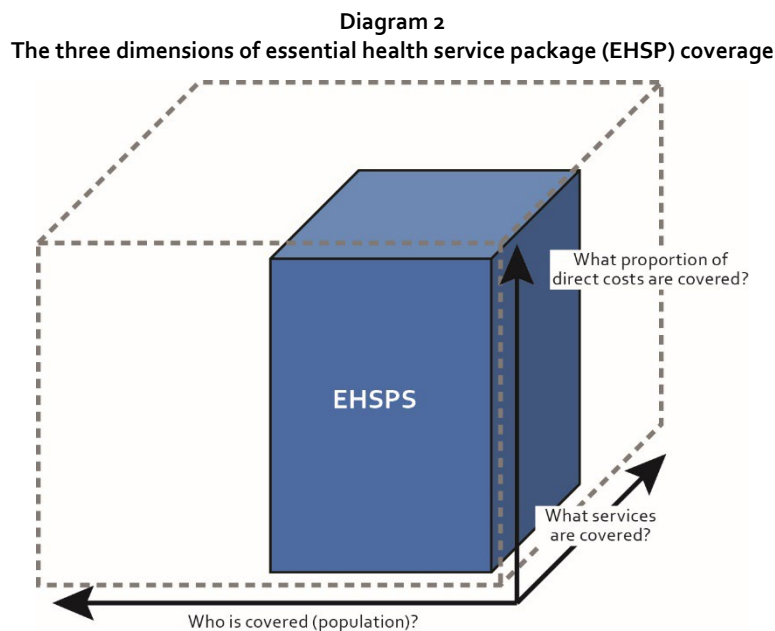 Diagram 2
The three dimensions of essential health service package (EHSP) coverage
What proportion of
direct costs are covered?
EHSPS
What services
are covered?
Who is covered (population)?